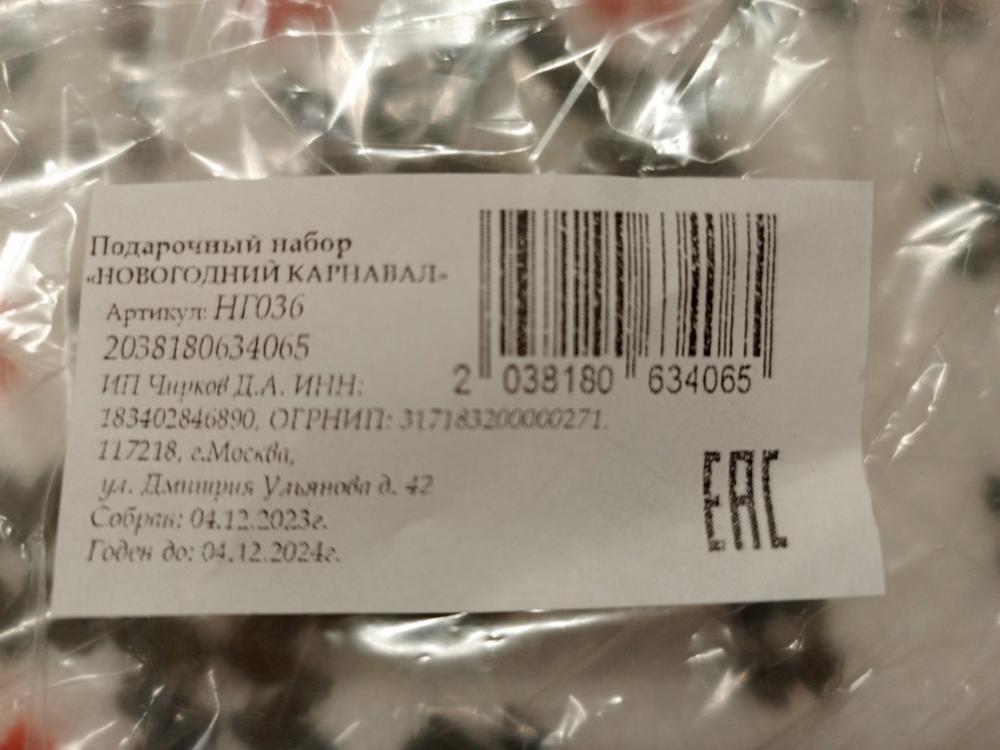 Подарочный набор
«НОВОГОДНИЙ КАРНАВАЛ»
Артикул: НГ036
2038180634065
ИП Чирков Д.А. ИНН:
183402846890, ОГРНИП: 317183200000271.
117218, г.Москва,
ул. Дмитрия Ульянова д. 42
Собран: 04.12.2023г.
Годен до: 04.12.2024г.
2 038180 634065
EAC